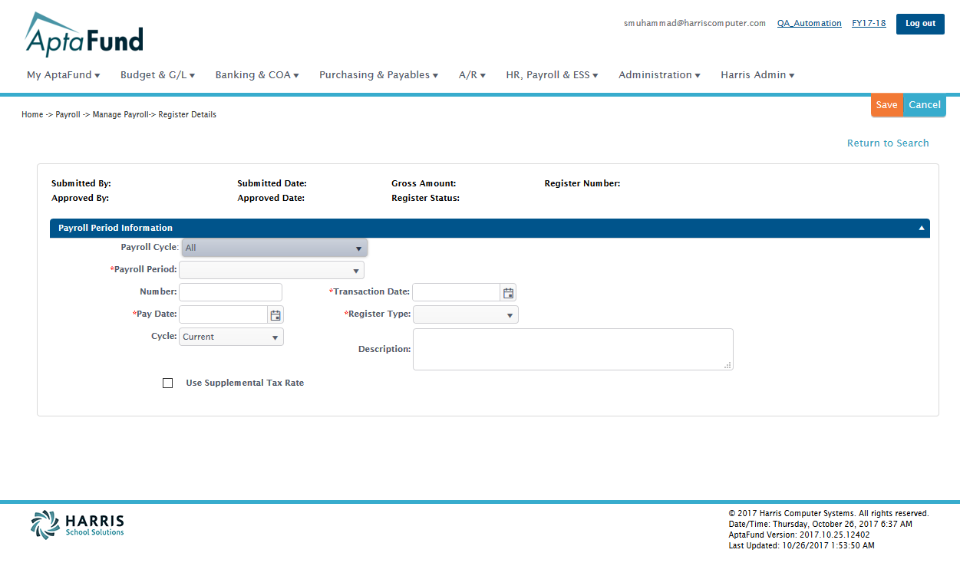 smuhammad@harriscomputer.com QA_Automation FY17-18 Log out
AptaFund
My AptaFund Budget & G/L Banking & COA Purchasing & Payables A/R HR, Payroll & ESS Administration Harris Admin
Save Cancel
Home -> Payroll -> Manage Payroll-> Register Details
Return to Search
Submitted By: Submitted Date: Gross Amount: Register Number:
Approved By: Approved Date: Register Status:
Payroll Period Information
Payroll Cycle: All
*Payroll Period:
Number: *Transaction Date:
*Pay Date: *Register Type:
Cycle: Current
Description:
Use Supplemental Tax Rate
HARRIS
School Solutions
© 2017 Harris Computer Systems. All rights reserved.
Date/Time: Thursday, October 26, 2017 6:37 AM
AptaFund Version: 2017.10.25.12402
Last Updated: 10/26/2017 1:53:50 AM